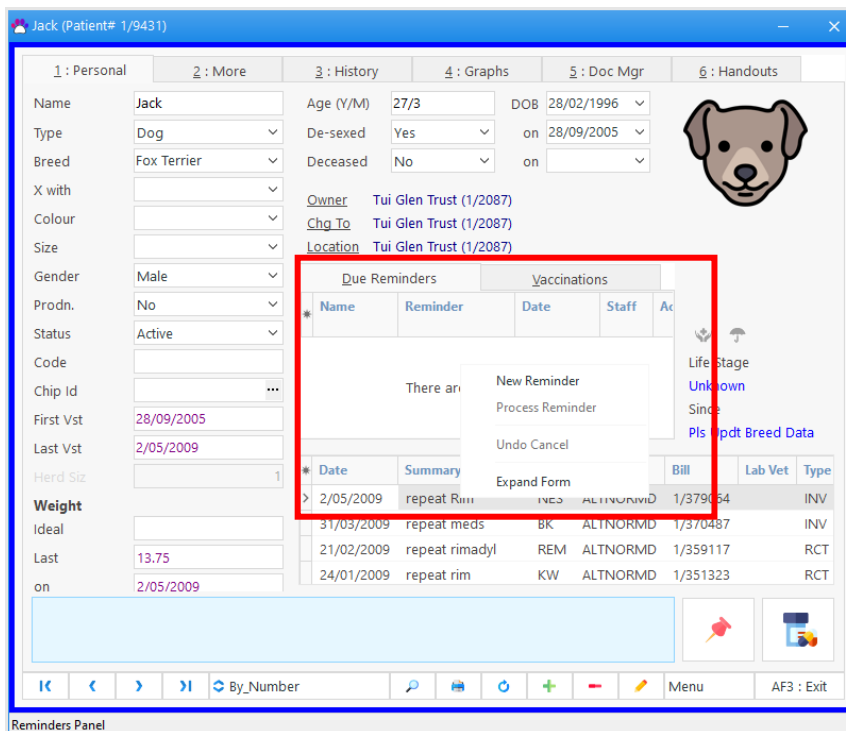 Jack (Patient# 1/9431)
1 : Personal 2 : More 3 : History 4 : Graphs 5 : Doc Mgr 6 : Handouts
Name Jack Age (Y/M) 27/3 DOB 28/02/1996
Type Dog De-sexed Yes on 28/09/2005
Breed Fox Terrier Deceased No on
X with
Owner Tui Glen Trust (1/2087)
Colour Chg To Tui Glen Trust (1/2087)
Size Location Tui Glen Trust (1/2087)
Gender Male Due Reminders Vaccinations
Prodn. No Name Reminder Date Staff
Status Active
Code Life Stage
Chip Id ... There are New Reminder Unknown
First Vst 28/09/2005 Process Reminder Since
Last Vst 2/05/2009 Undo Cancel Pls Updt Breed Data
Herd Siz 1 Date Summary Bill Lab Vet Type
Expand Form
Weight 2/05/2009 repeat Rim NES ALTNORMD 1/379064 INV
Ideal 31/03/2009 repeat meds BK ALTNORMD 1/370487 INV
Last 13.75 21/02/2009 repeat rimadyl REM ALTNORMD 1/359117 RCT
on 2/05/2009 24/01/2009 repeat rim KW ALTNORMD 1/351323 RCT
By_Number Menu AF3 : Exit
Reminders Panel